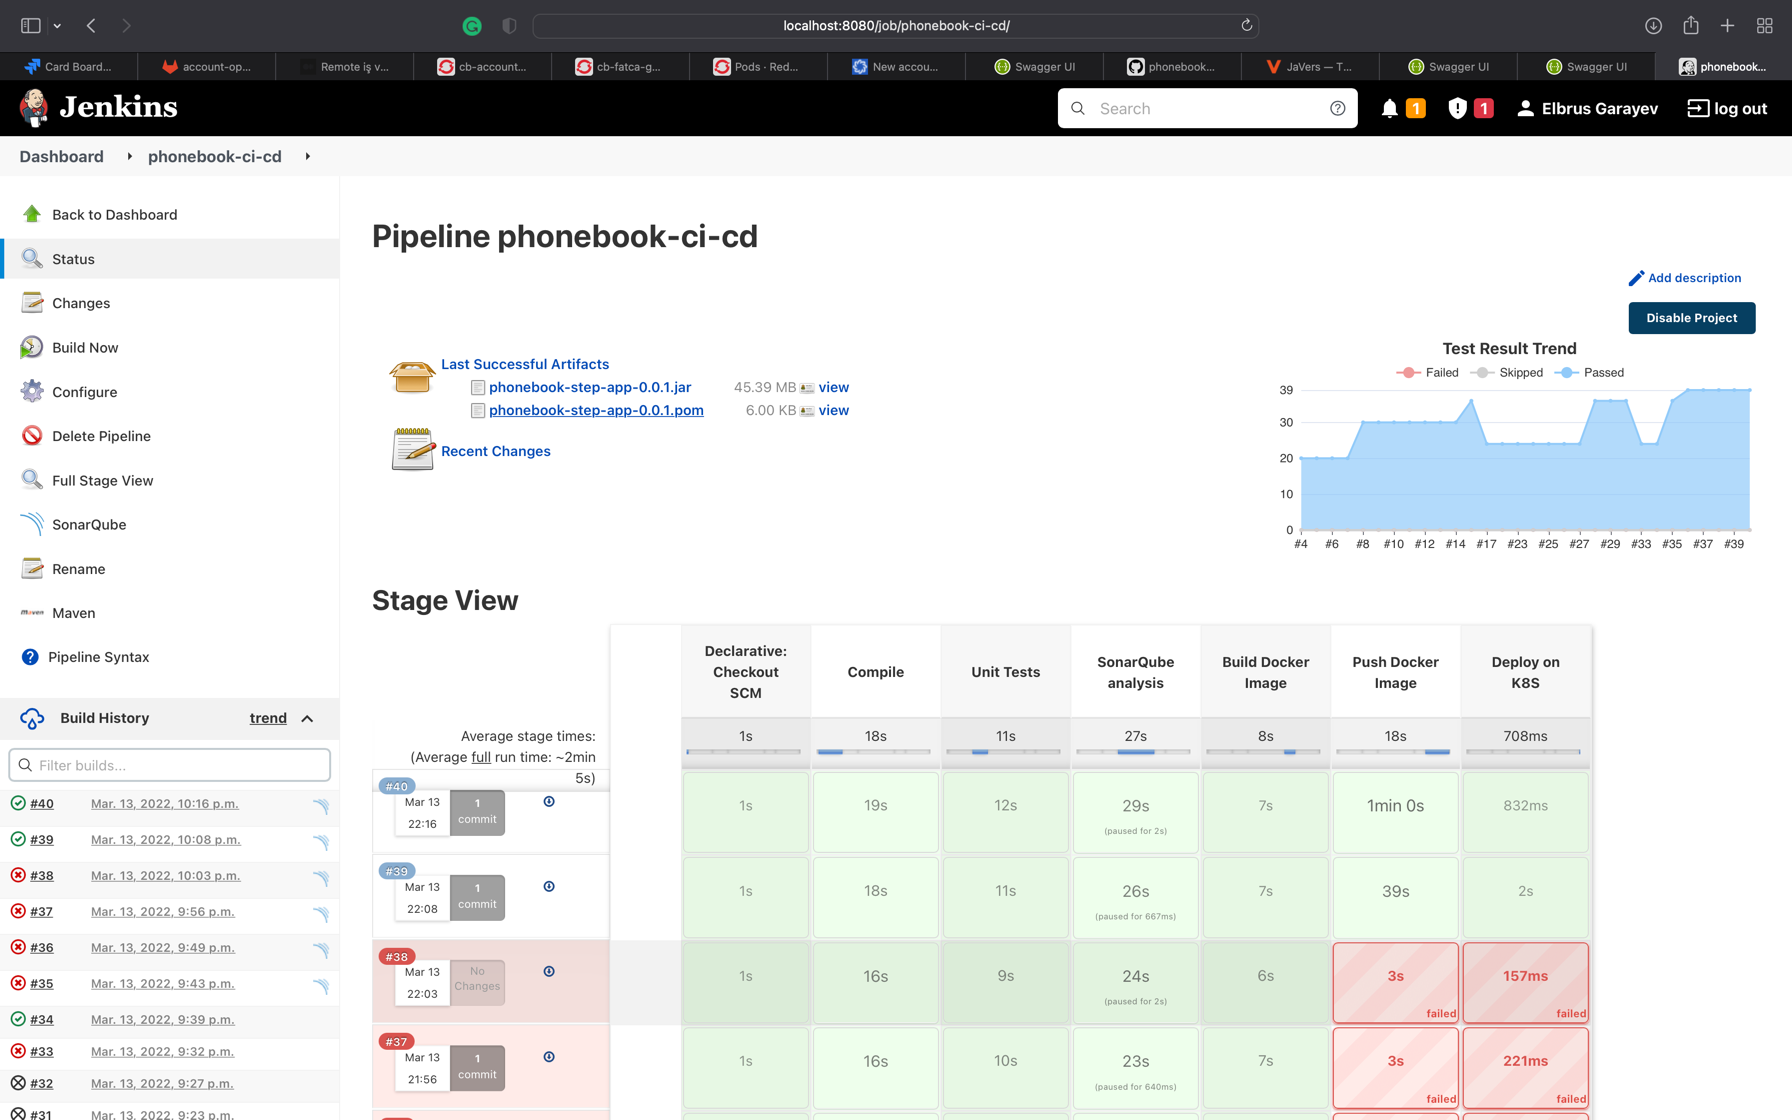 localhost:8080/job/phonebook-ci-cd/
Card Board...
account-op...
Remote iş v...
cb-account...
cb-fatca-g...
Pods · Red...
New accou...
Swagger UI
phonebook...
JaVers — T...
Swagger UI
Swagger UI
phonebook...
Jenkins
Search
1
1
Elbrus Garayev
log out
Dashboard
phonebook-ci-cd
Back to Dashboard
Status
Changes
Build Now
Configure
Delete Pipeline
Full Stage View
SonarQube
Rename
Maven
Maven
Pipeline Syntax
Build History
trend
Filter builds...
#40 Mar. 13, 2022, 10:16 p.m.
#39 Mar. 13, 2022, 10:08 p.m.
#38 Mar. 13, 2022, 10:03 p.m.
#37 Mar. 13, 2022, 9:56 p.m.
#36 Mar. 13, 2022, 9:49 p.m.
#35 Mar. 13, 2022, 9:43 p.m.
#34 Mar. 13, 2022, 9:39 p.m.
#33 Mar. 13, 2022, 9:32 p.m.
#32 Mar. 13, 2022, 9:27 p.m.
#31 Mar. 13, 2022, 9:23 p.m.
Pipeline phonebook-ci-cd
Add description
Disable Project
Last Successful Artifacts
phonebook-step-app-0.0.1.jar 45.39 MB view
phonebook-step-app-0.0.1.pom 6.00 KB view
Recent Changes
Test Result Trend
Failed Skipped Passed
39
30
20
10
0
#4 #6 #8 #10 #12 #14 #17 #23 #25 #27 #29 #33 #35 #37 #39
Stage View
Declarative:
Checkout
SCM
Compile
Unit Tests
SonarQube
analysis
Build Docker
Image
Push Docker
Image
Deploy on
K8S
Average stage times:
(Average full run time: ~2min
5s)
1s 18s 11s 27s 8s 18s 708ms
#40
Mar 13
22:16
1
commit
1s 19s 12s 29s 7s 1min 0s 832ms
(paused for 2s)
#39
Mar 13
22:08
1
commit
1s 18s 11s 26s 7s 39s 2s
(paused for 667ms)
#38
Mar 13
22:03
No
Changes
1s 16s 9s 24s 6s 3s 157ms
(paused for 2s)
failed failed
#37
Mar 13
21:56
1
commit
1s 16s 10s 23s 7s 3s 221ms
(paused for 640ms)
failed failed